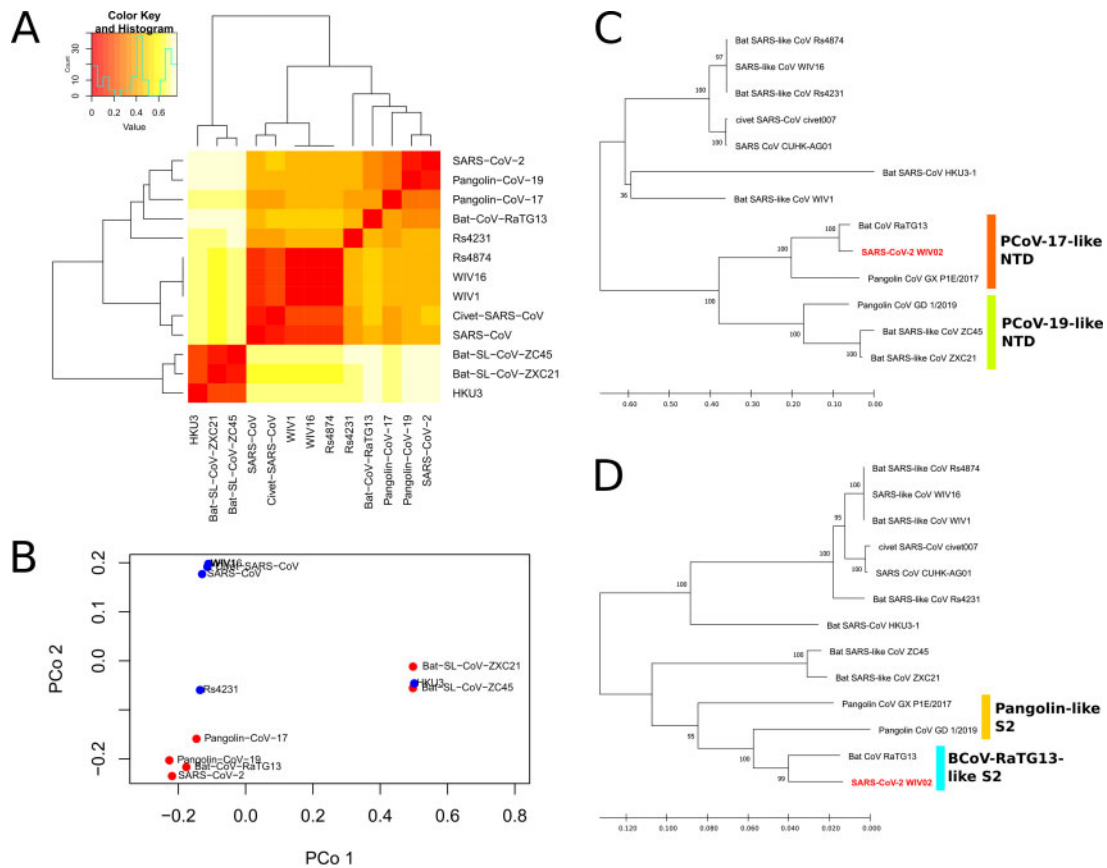 A
Color Key
and Histogram
Count
0 10 30
0 0.2 0.4 0.6
Value
SARS-CoV-2
Pangolin-CoV-19
Pangolin-CoV-17
Bat-CoV-RaTG13
Rs4231
Rs4874
WIV16
WIV1
Civet-SARS-CoV
SARS-CoV
Bat-SL-CoV-ZC45
Bat-SL-CoV-ZXC21
HKU3
HKU3
Bat-SL-CoV-ZXC21
Bat-SL-CoV-ZC45
SARS-CoV
Civet-SARS-CoV
WIV1
WIV16
Rs4874
Rs4231
Bat-CoV-RaTG13
Pangolin-CoV-17
Pangolin-CoV-19
SARS-CoV-2
B
PCo 2
0.2
0.0
−0.2
WIV16
Civet-SARS-CoV
SARS-CoV
Rs4231
Bat-SL-CoV-ZXC21
HKU3
Bat-SL-CoV-ZC45
Pangolin-CoV-17
Pangolin-CoV-19
Bat-CoV-RaTG13
SARS-CoV-2
−0.2 0.0 0.2 0.4 0.6 0.8
PCo 1
C
Bat SARS-like CoV Rs4874
97
SARS-like CoV WIV16
100
Bat SARS-like CoV Rs4231
civet SARS-CoV civet007
100
SARS CoV CUHK-AG01
Bat SARS-CoV HKU3-1
36
Bat SARS-like CoV WIV1
Bat CoV RaTG13
100
SARS-CoV-2 WIV02
100
Pangolin CoV GX P1E/2017
PCoV-17-like
NTD
100
Pangolin CoV GD 1/2019
100
Bat SARS-like CoV ZC45
100
Bat SARS-like CoV ZXC21
PCoV-19-like
NTD
0.60 0.50 0.40 0.30 0.20 0.10 0.00
D
Bat SARS-like CoV Rs4874
100
SARS-like CoV WIV16
95
Bat SARS-like CoV WIV1
100
civet SARS-CoV civet007
100
SARS CoV CUHK-AG01
100
Bat SARS-like CoV Rs4231
Bat SARS-CoV HKU3-1
Bat SARS-like CoV ZC45
100
Bat SARS-like CoV ZXC21
Pangolin CoV GX P1E/2017
95
Pangolin CoV GD 1/2019
Pangolin-like
S2
100
Bat CoV RaTG13
99
SARS-CoV-2 WIV02
BCoV-RaTG13-
like S2
0.120 0.100 0.080 0.060 0.040 0.020 0.000